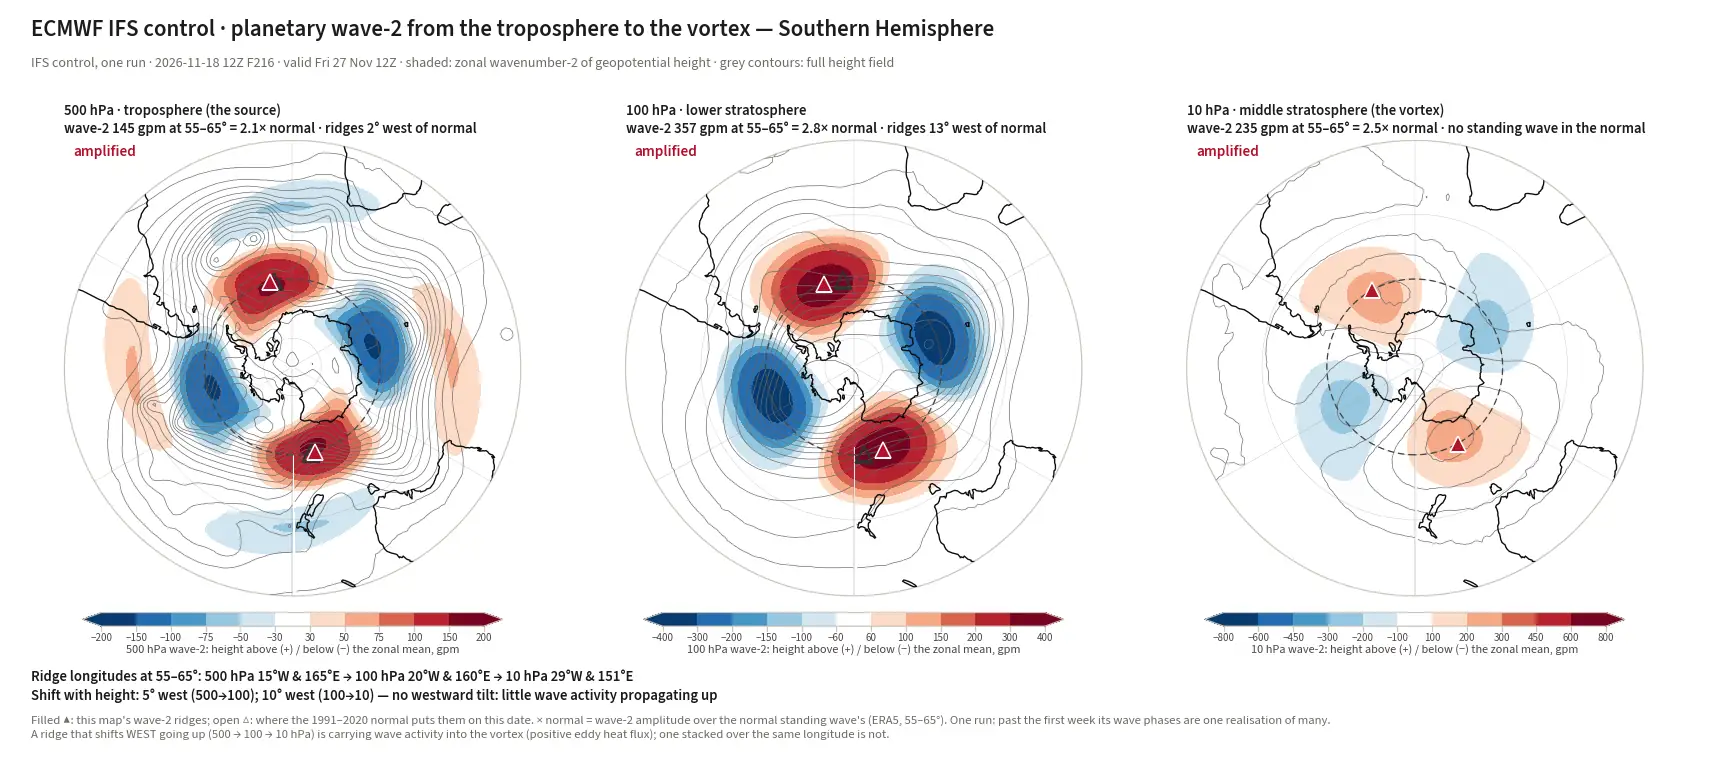 ECMWF IFS control · planetary wave-2 from the troposphere to the vortex — Southern Hemisphere
IFS control, one run · 2026-11-18 12Z F216 · valid Fri 27 Nov 12Z · shaded: zonal wavenumber-2 of geopotential height · grey contours: full height field
500 hPa · troposphere (the source)
wave-2 145 gpm at 55–65° = 2.1× normal · ridges 2° west of normal
amplified
100 hPa · lower stratosphere
wave-2 357 gpm at 55–65° = 2.8× normal · ridges 13° west of normal
amplified
10 hPa · middle stratosphere (the vortex)
wave-2 235 gpm at 55–65° = 2.5× normal · no standing wave in the normal
amplified
−200 −150 −100 −75 −50 −30 30 50 75 100 150 200
500 hPa wave-2: height above (+) / below (−) the zonal mean, gpm
−400 −300 −200 −150 −100 −60 60 100 150 200 300 400
100 hPa wave-2: height above (+) / below (−) the zonal mean, gpm
−800 −600 −450 −300 −200 −100 100 200 300 450 600 800
10 hPa wave-2: height above (+) / below (−) the zonal mean, gpm
Ridge longitudes at 55–65°: 500 hPa 15°W & 165°E → 100 hPa 20°W & 160°E → 10 hPa 29°W & 151°E
Shift with height: 5° west (500→100); 10° west (100→10) — no westward tilt: little wave activity propagating up
Filled ▲: this map's wave-2 ridges; open △: where the 1991–2020 normal puts them on this date. × normal = wave-2 amplitude over the normal standing wave's (ERA5, 55–65°). One run: past the first week its wave phases are one realisation of many.
A ridge that shifts WEST going up (500 → 100 → 10 hPa) is carrying wave activity into the vortex (positive eddy heat flux); one stacked over the same longitude is not.